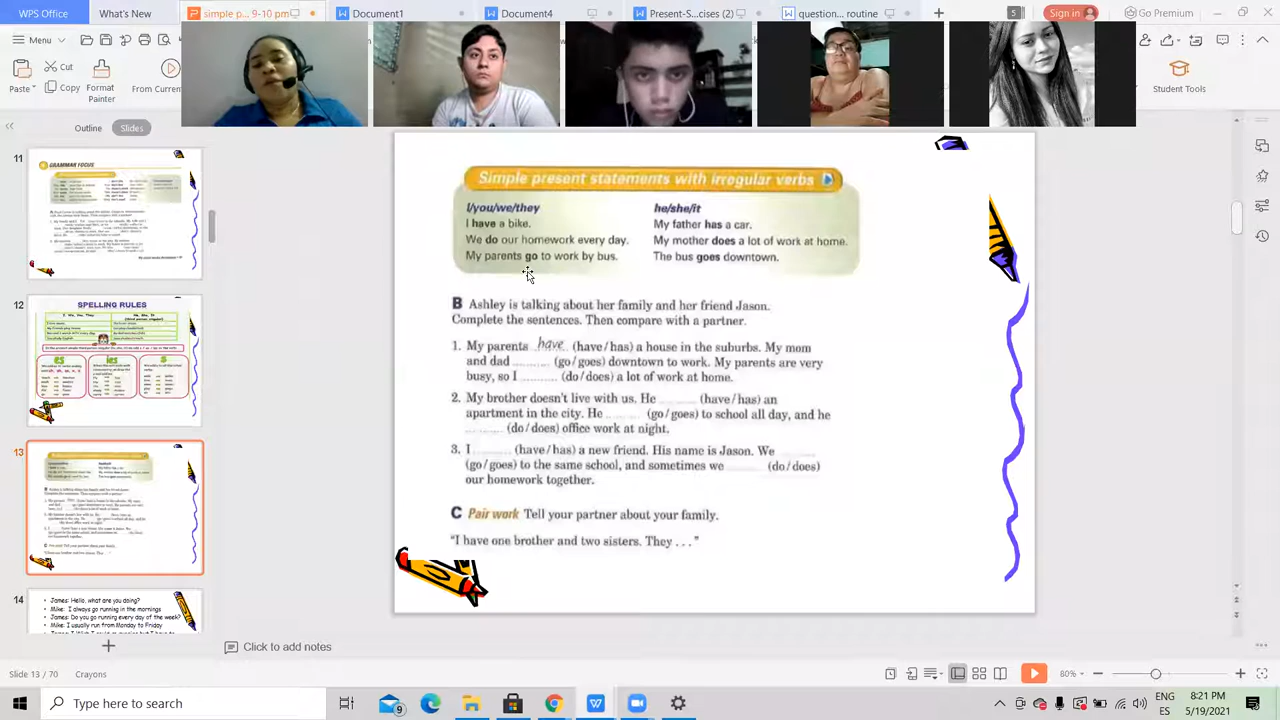 WPS Office
What's New
simple p... 9-10 pm
Document1
Document4
Present-S...cises (2)
question... routine
5
Sign in
Go Premium
Menu
Cut
Paste
Copy
Format
Painter
From Current
Student Tools
Outline
Slides
11
GRAMMAR FOCUS
12
SPELLING RULES
13
14
James: Hello, what are you doing?
Mike: I always go running in the mornings
James: Do you go running every day of the week?
Mike: I usually run from Monday to Friday
Simple present statements with irregular verbs
I/you/we/they
he/she/it
I have a bike.
My father has a car.
We do our homework every day.
My mother does a lot of work at home.
My parents go to work by bus.
The bus goes downtown.
B Ashley is talking about her family and her friend Jason.
Complete the sentences. Then compare with a partner.
1. My parents have (have/has) a house in the suburbs. My mom
and dad .......... (go/goes) downtown to work. My parents are very
busy, so I .......... (do/does) a lot of work at home.
2. My brother doesn't live with us. He .......... (have/has) an
apartment in the city. He .......... (go/goes) to school all day, and he
.......... (do/does) office work at night.
3. I .......... (have/has) a new friend. His name is Jason. We ..........
(go/goes) to the same school, and sometimes we .......... (do/does)
our homework together.
C Pair work Tell your partner about your family.
"I have one brother and two sisters. They . . . "
Click to add notes
Slide 13 / 70
Crayons
80%
Type here to search
9
ENG
8:21 PM
5/19/2021